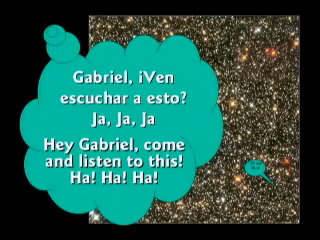 Gabriel, ¡Ven
escuchar a esto?
Ja, Ja, Ja
Hey Gabriel, come
and listen to this!
Ha! Ha! Ha!